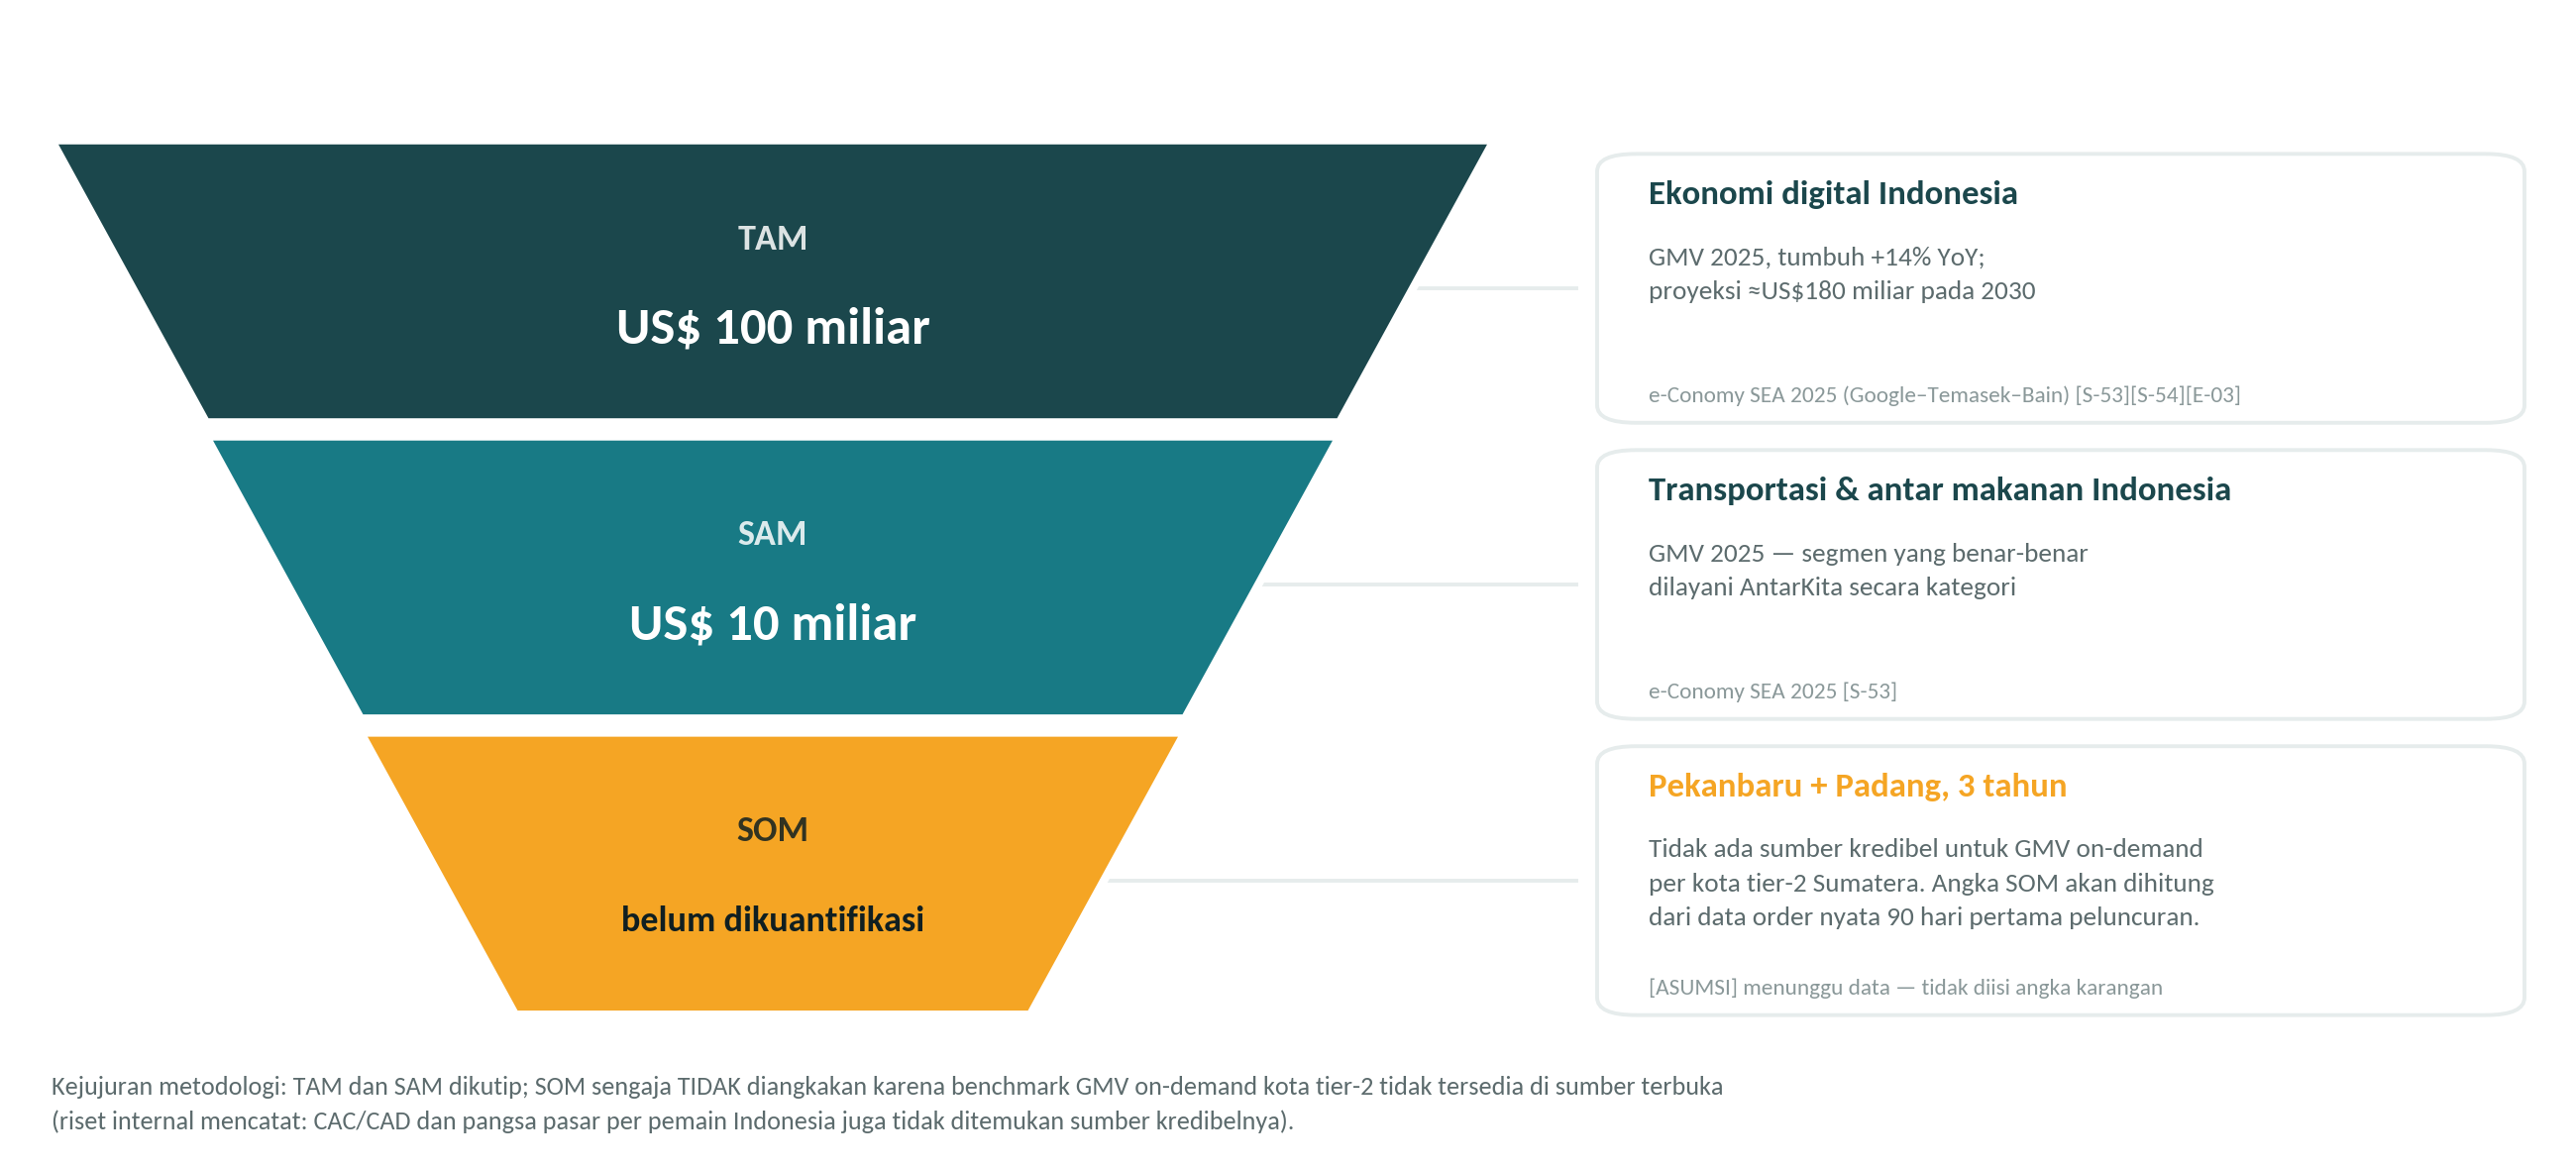 TAM
US$ 100 miliar
Ekonomi digital Indonesia
GMV 2025, tumbuh +14% YoY;
proyeksi ≈US$180 miliar pada 2030
e-Conomy SEA 2025 (Google–Temasek–Bain) [S-53][S-54][E-03]
SAM
US$ 10 miliar
Transportasi & antar makanan Indonesia
GMV 2025 — segmen yang benar-benar
dilayani AntarKita secara kategori
e-Conomy SEA 2025 [S-53]
SOM
belum dikuantifikasi
Pekanbaru + Padang, 3 tahun
Tidak ada sumber kredibel untuk GMV on-demand
per kota tier-2 Sumatera. Angka SOM akan dihitung
dari data order nyata 90 hari pertama peluncuran.
[ASUMSI] menunggu data — tidak diisi angka karangan
Kejujuran metodologi: TAM dan SAM dikutip; SOM sengaja TIDAK diangkakan karena benchmark GMV on-demand kota tier-2 tidak tersedia di sumber terbuka
(riset internal mencatat: CAC/CAD dan pangsa pasar per pemain Indonesia juga tidak ditemukan sumber kredibelnya).